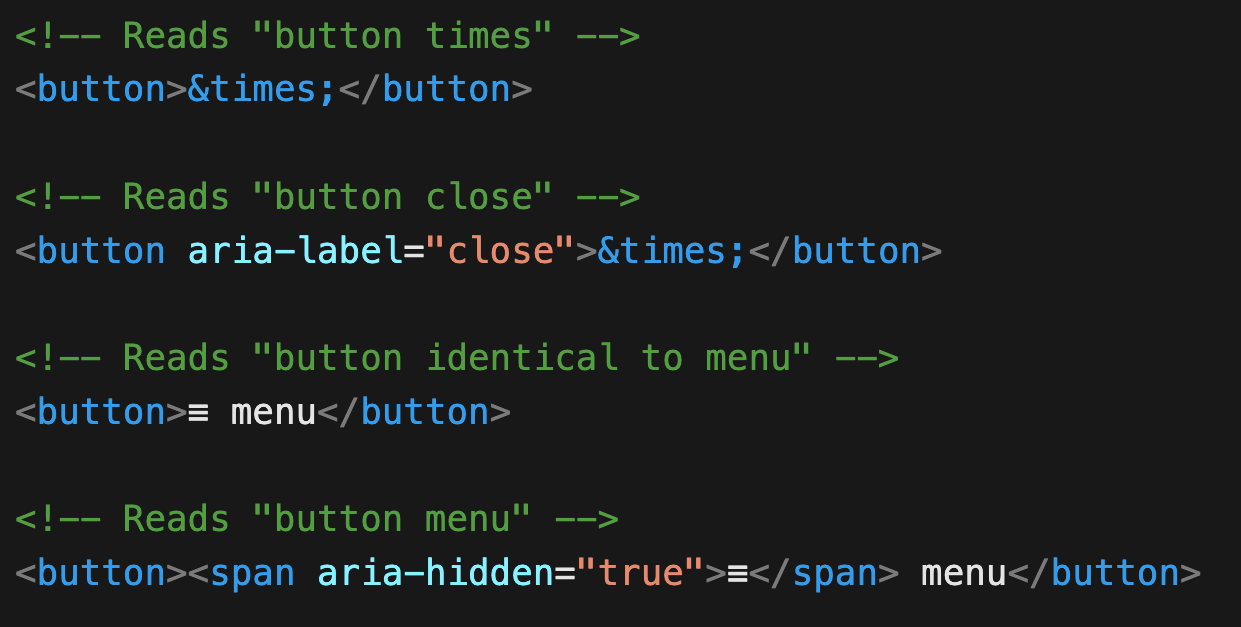 <!-- Reads "button times" -->
<button>&times;</button>
<!-- Reads "button close" -->
<button aria-label="close">&times;</button>
<!-- Reads "button identical to menu" -->
<button>≡ menu</button>
<!-- Reads "button menu" -->
<button><span aria-hidden="true">≡</span> menu</button>